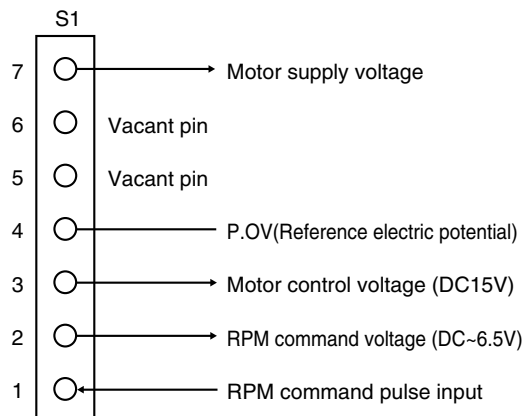 S1
7 Motor supply voltage
6 Vacant pin
5 Vacant pin
4 P.OV(Reference electric potential)
3 Motor control voltage (DC15V)
2 RPM command voltage (DC~6.5V)
1 RPM command pulse input